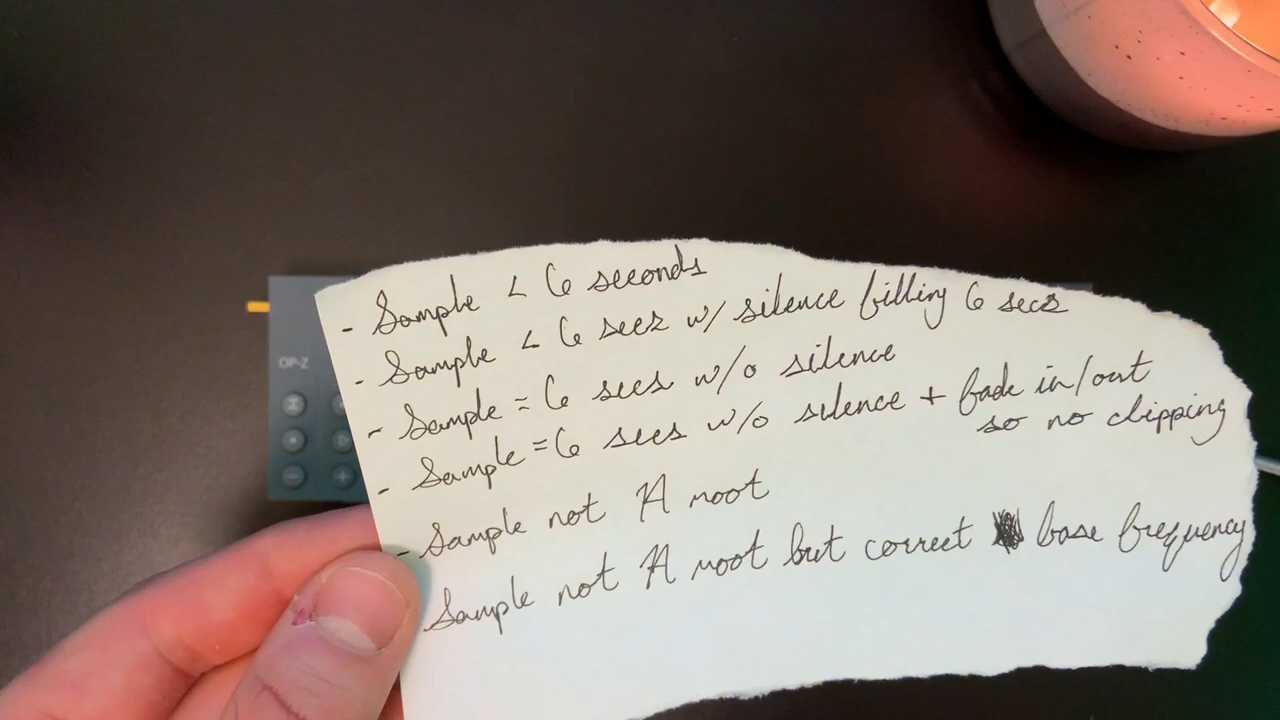 - Sample < 6 seconds
- Sample < 6 secs w/ silence filling 6 secs
- Sample = 6 secs w/o silence
- Sample = 6 secs w/o silence + fade in/out
so no clipping
- Sample not A root
Sample not A root but correct base frequency
OP-Z